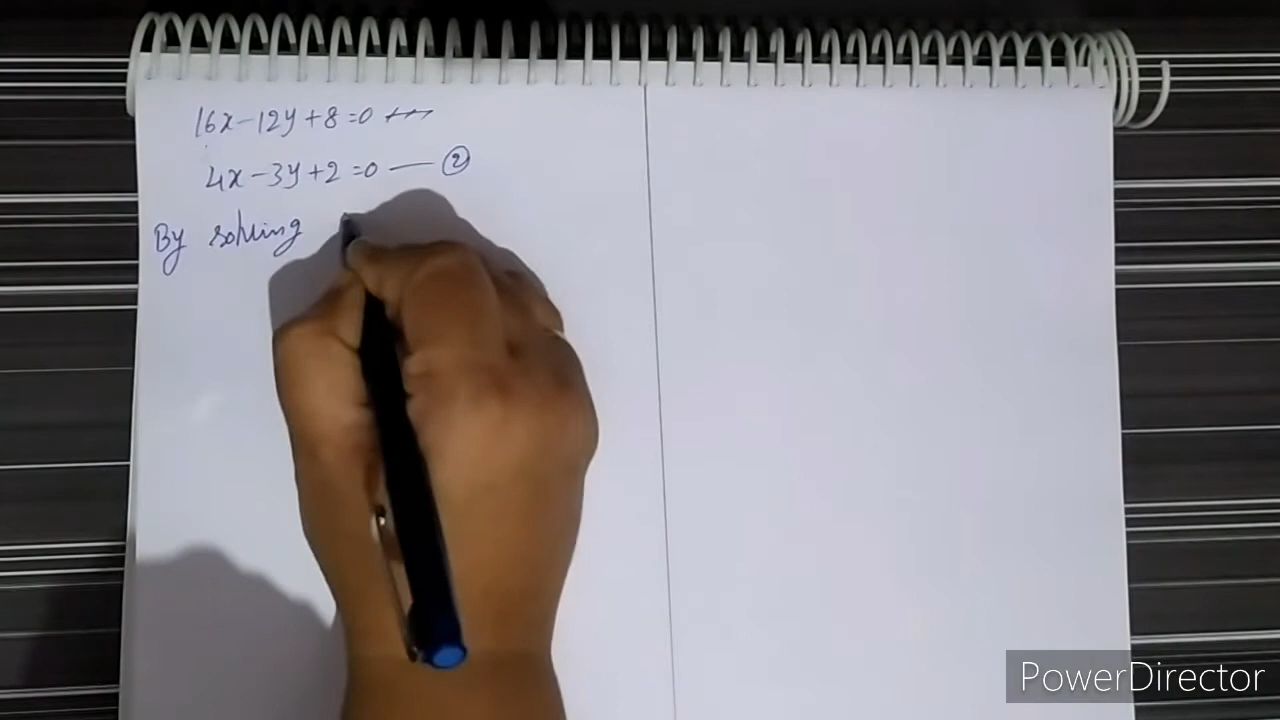 16x-12y+8=0
4x-3y+2=0 — ②
By solving
PowerDirector